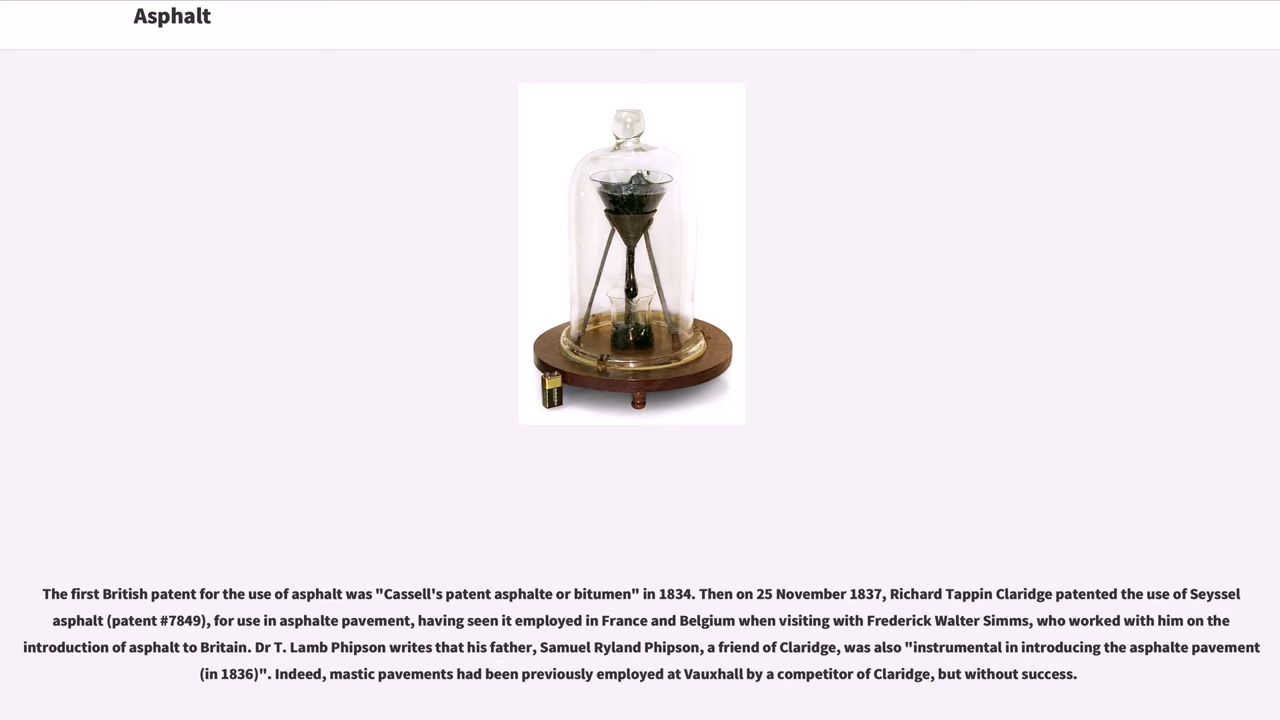 Asphalt
The first British patent for the use of asphalt was "Cassell's patent asphalte or bitumen" in 1834. Then on 25 November 1837, Richard Tappin Claridge patented the use of Seyssel
asphalt (patent #7849), for use in asphalte pavement, having seen it employed in France and Belgium when visiting with Frederick Walter Simms, who worked with him on the
introduction of asphalt to Britain. Dr T. Lamb Phipson writes that his father, Samuel Ryland Phipson, a friend of Claridge, was also "instrumental in introducing the asphalte pavement
(in 1836)". Indeed, mastic pavements had been previously employed at Vauxhall by a competitor of Claridge, but without success.